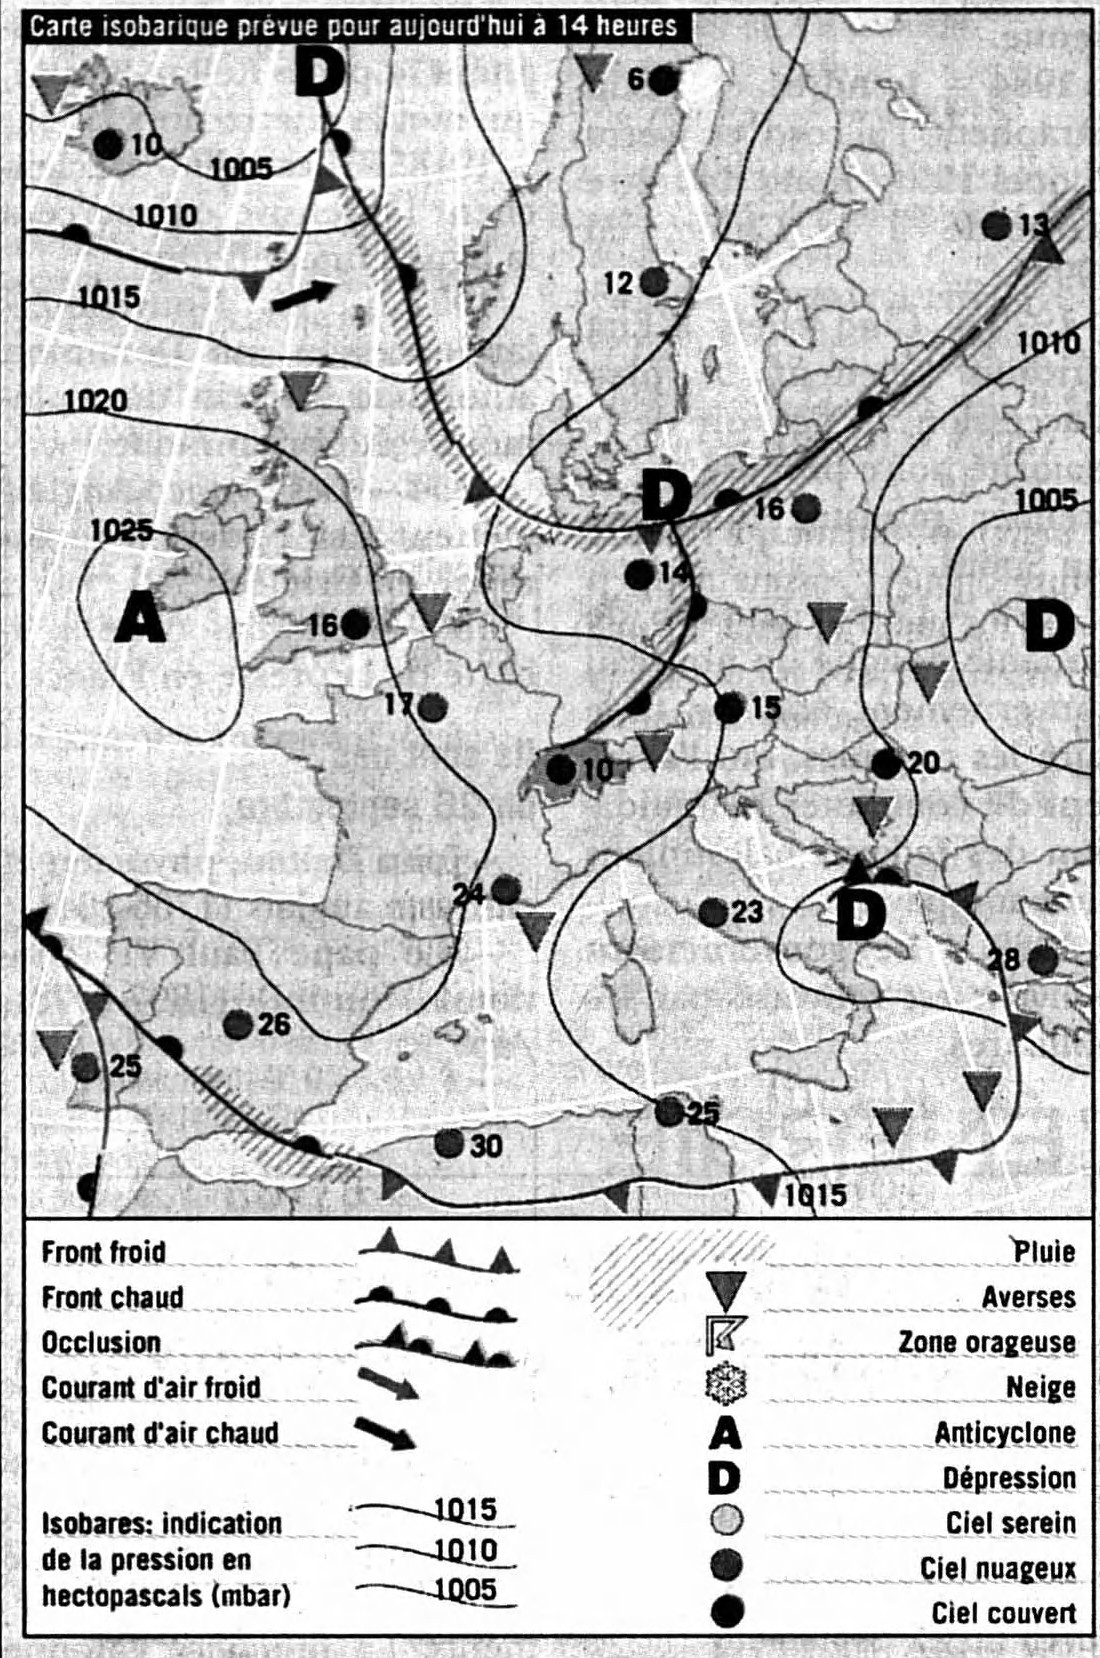 Carte isobarique prévue pour aujourd'hui à 14 heures
D
6
10
1005
1010
13
12
1015
1010
1020
D
16
1005
1025
14
A
16
D
17
15
10
20
24
23
D
28
26
25
25
30
1015
Front froid
Front chaud
Occlusion
Courant d'air froid
Courant d'air chaud
Isobares: indication
de la pression en
hectopascals (mbar)
1015
1010
1005
Pluie
Averses
Zone orageuse
Neige
A Anticyclone
D Dépression
Ciel serein
Ciel nuageux
Ciel couvert